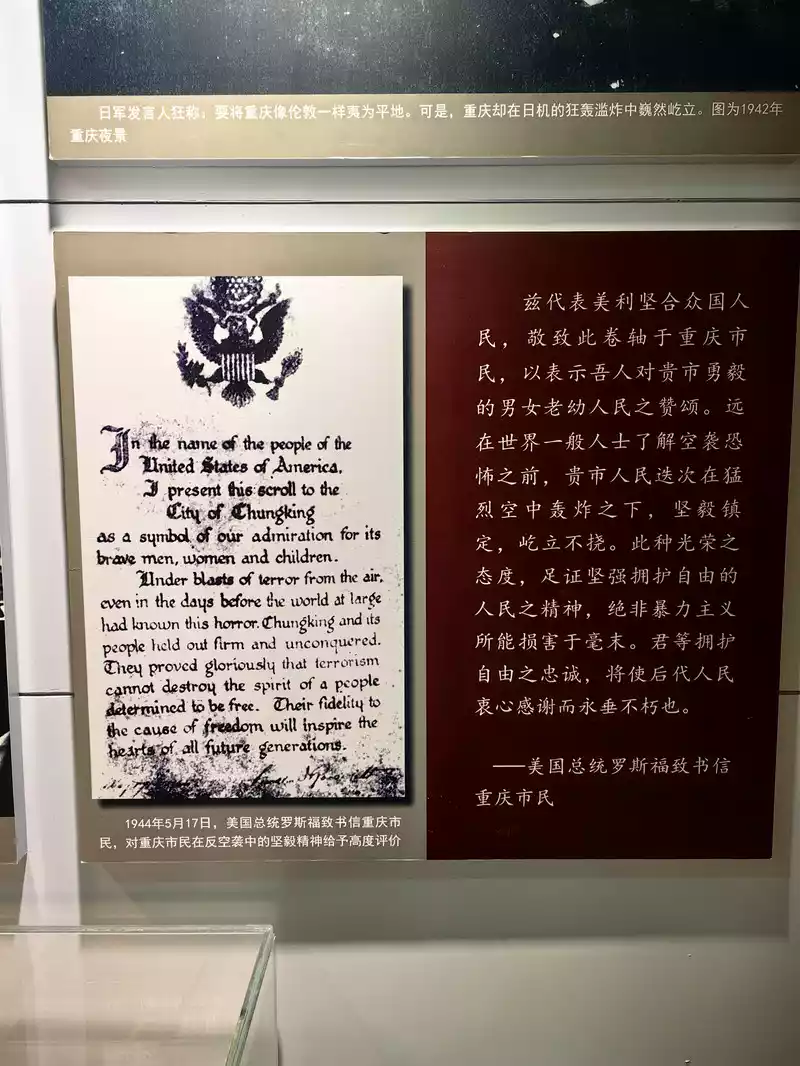 日军发言人狂称：要将重庆像伦敦一样夷为平地。可是，重庆却在日机的狂轰滥炸中巍然屹立。图为1942年
重庆夜景
In the name of the people of the
United States of America,
I present this scroll to the
City of Chungking
as a symbol of our admiration for its
brave men, women and children.
Under blasts of terror from the air,
even in the days before the world at large
had known this horror, Chungking and its
people held out firm and unconquered.
They proved gloriously that terrorism
cannot destroy the spirit of a people
determined to be free. Their fidelity to
the cause of freedom will inspire the
hearts of all future generations.
1944年5月17日，美国总统罗斯福致书信重庆市
民，对重庆市民在反空袭中的坚毅精神给予高度评价
兹代表美利坚合众国人
民，敬致此卷轴于重庆市
民，以表示吾人对贵市勇毅
的男女老幼人民之赞颂。远
在世界一般人士了解空袭恐
怖之前，贵市人民迭次在猛
烈空中轰炸之下，坚毅镇
定，屹立不挠。此种光荣之
态度，足证坚强拥护自由的
人民之精神，绝非暴力主义
所能损害于毫末。君等拥护
自由之忠诚，将使后代人民
衷心感谢而永垂不朽也。
——美国总统罗斯福致书信
重庆市民